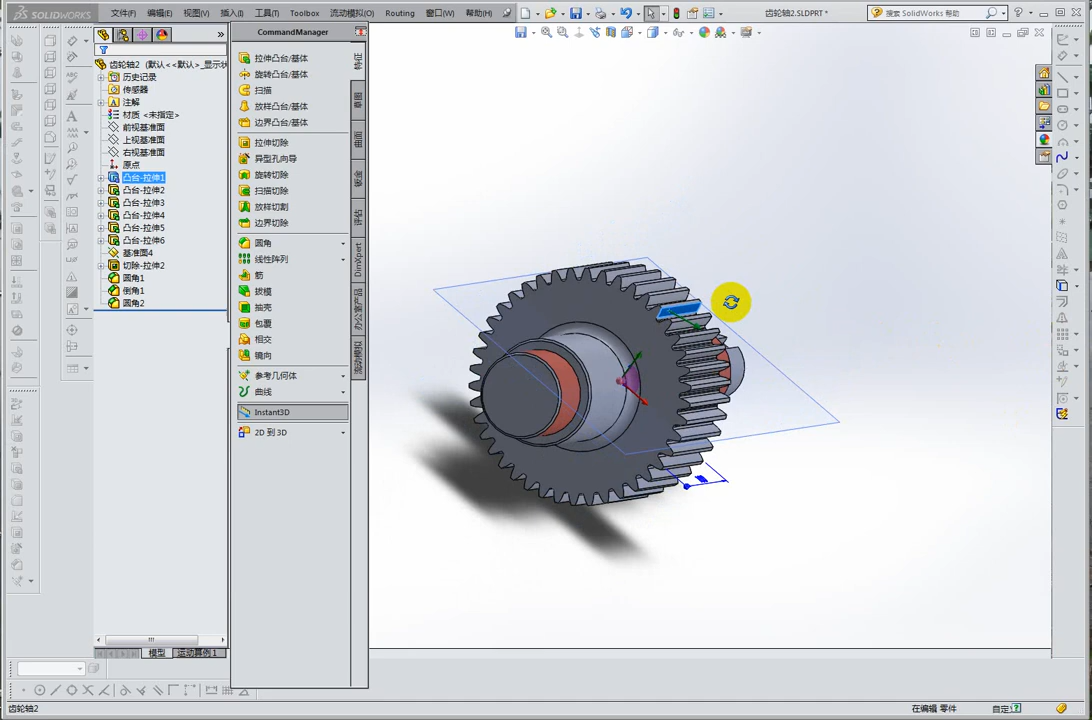 SOLIDWORKS 文件(F) 编辑(E) 视图(V) 插入(I) 工具(T) Toolbox 流动模拟(O) Routing 窗口(W) 帮助(H) 齿轮轴2.SLDPRT * 搜索 SolidWorks 帮助
CommandManager
齿轮轴2 (默认<<默认>_显示状
历史记录
传感器
注解
材质 <未指定>
前视基准面
上视基准面
右视基准面
原点
凸台-拉伸1
凸台-拉伸2
凸台-拉伸3
凸台-拉伸4
凸台-拉伸5
凸台-拉伸6
基准面4
切除-拉伸2
圆角1
倒角1
圆角2
拉伸凸台/基体
旋转凸台/基体
扫描
放样凸台/基体
边界凸台/基体
拉伸切除
异型孔向导
旋转切除
扫描切除
放样切割
边界切除
圆角
线性阵列
筋
拔模
抽壳
包覆
相交
镜向
参考几何体
曲线
Instant3D
2D 到 3D
特征
草图
曲面
钣金
评估
DimXpert
办公室产品
流动模拟
模型 运动算例1
齿轮轴2 在编辑 零件 自定义